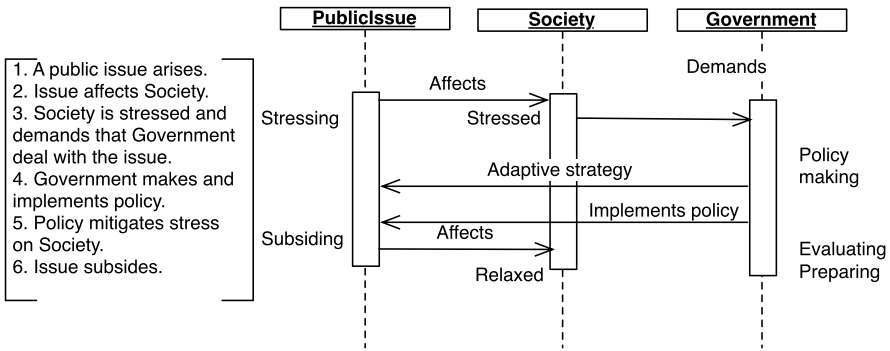 PublicIssue
Society
Government
1. A public issue arises.
2. Issue affects Society.
3. Society is stressed and
demands that Government
deal with the issue.
4. Government makes and
implements policy.
5. Policy mitigates stress
on Society.
6. Issue subsides.
Demands
Affects
Stressing
Stressed
Adaptive strategy
Policy
making
Implements policy
Subsiding
Affects
Relaxed
Evaluating
Preparing